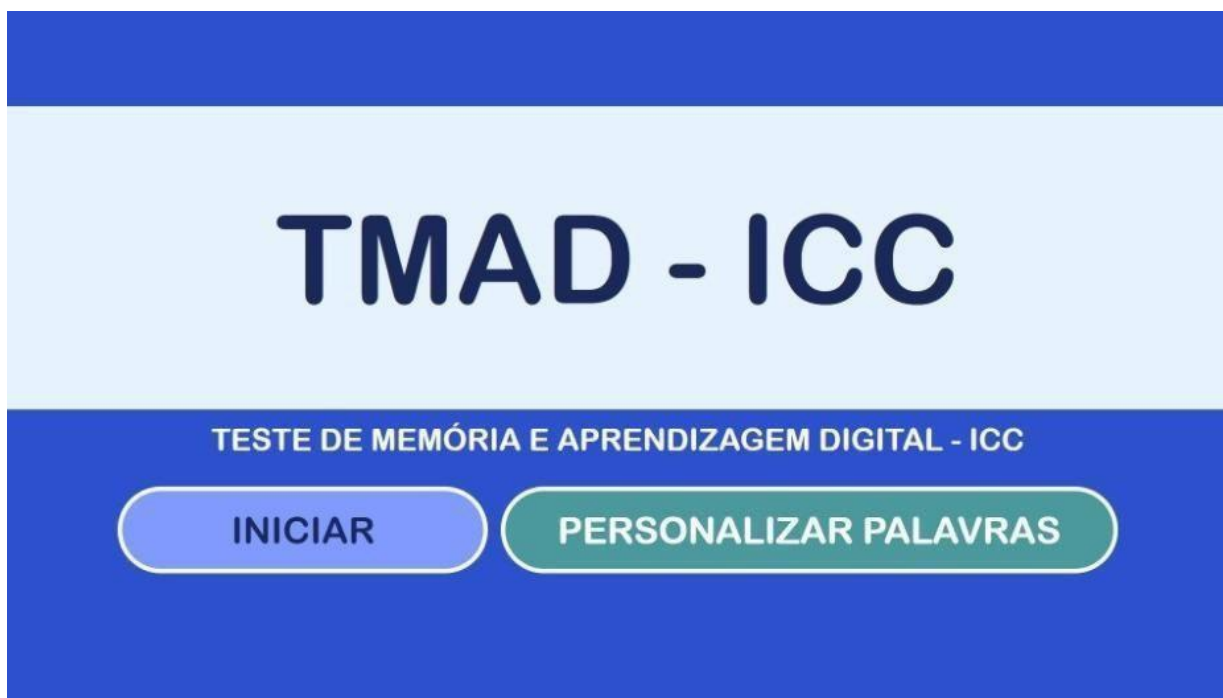 TMAD - ICC
TESTE DE MEMÓRIA E APRENDIZAGEM DIGITAL - ICC
INICIAR
PERSONALIZAR PALAVRAS